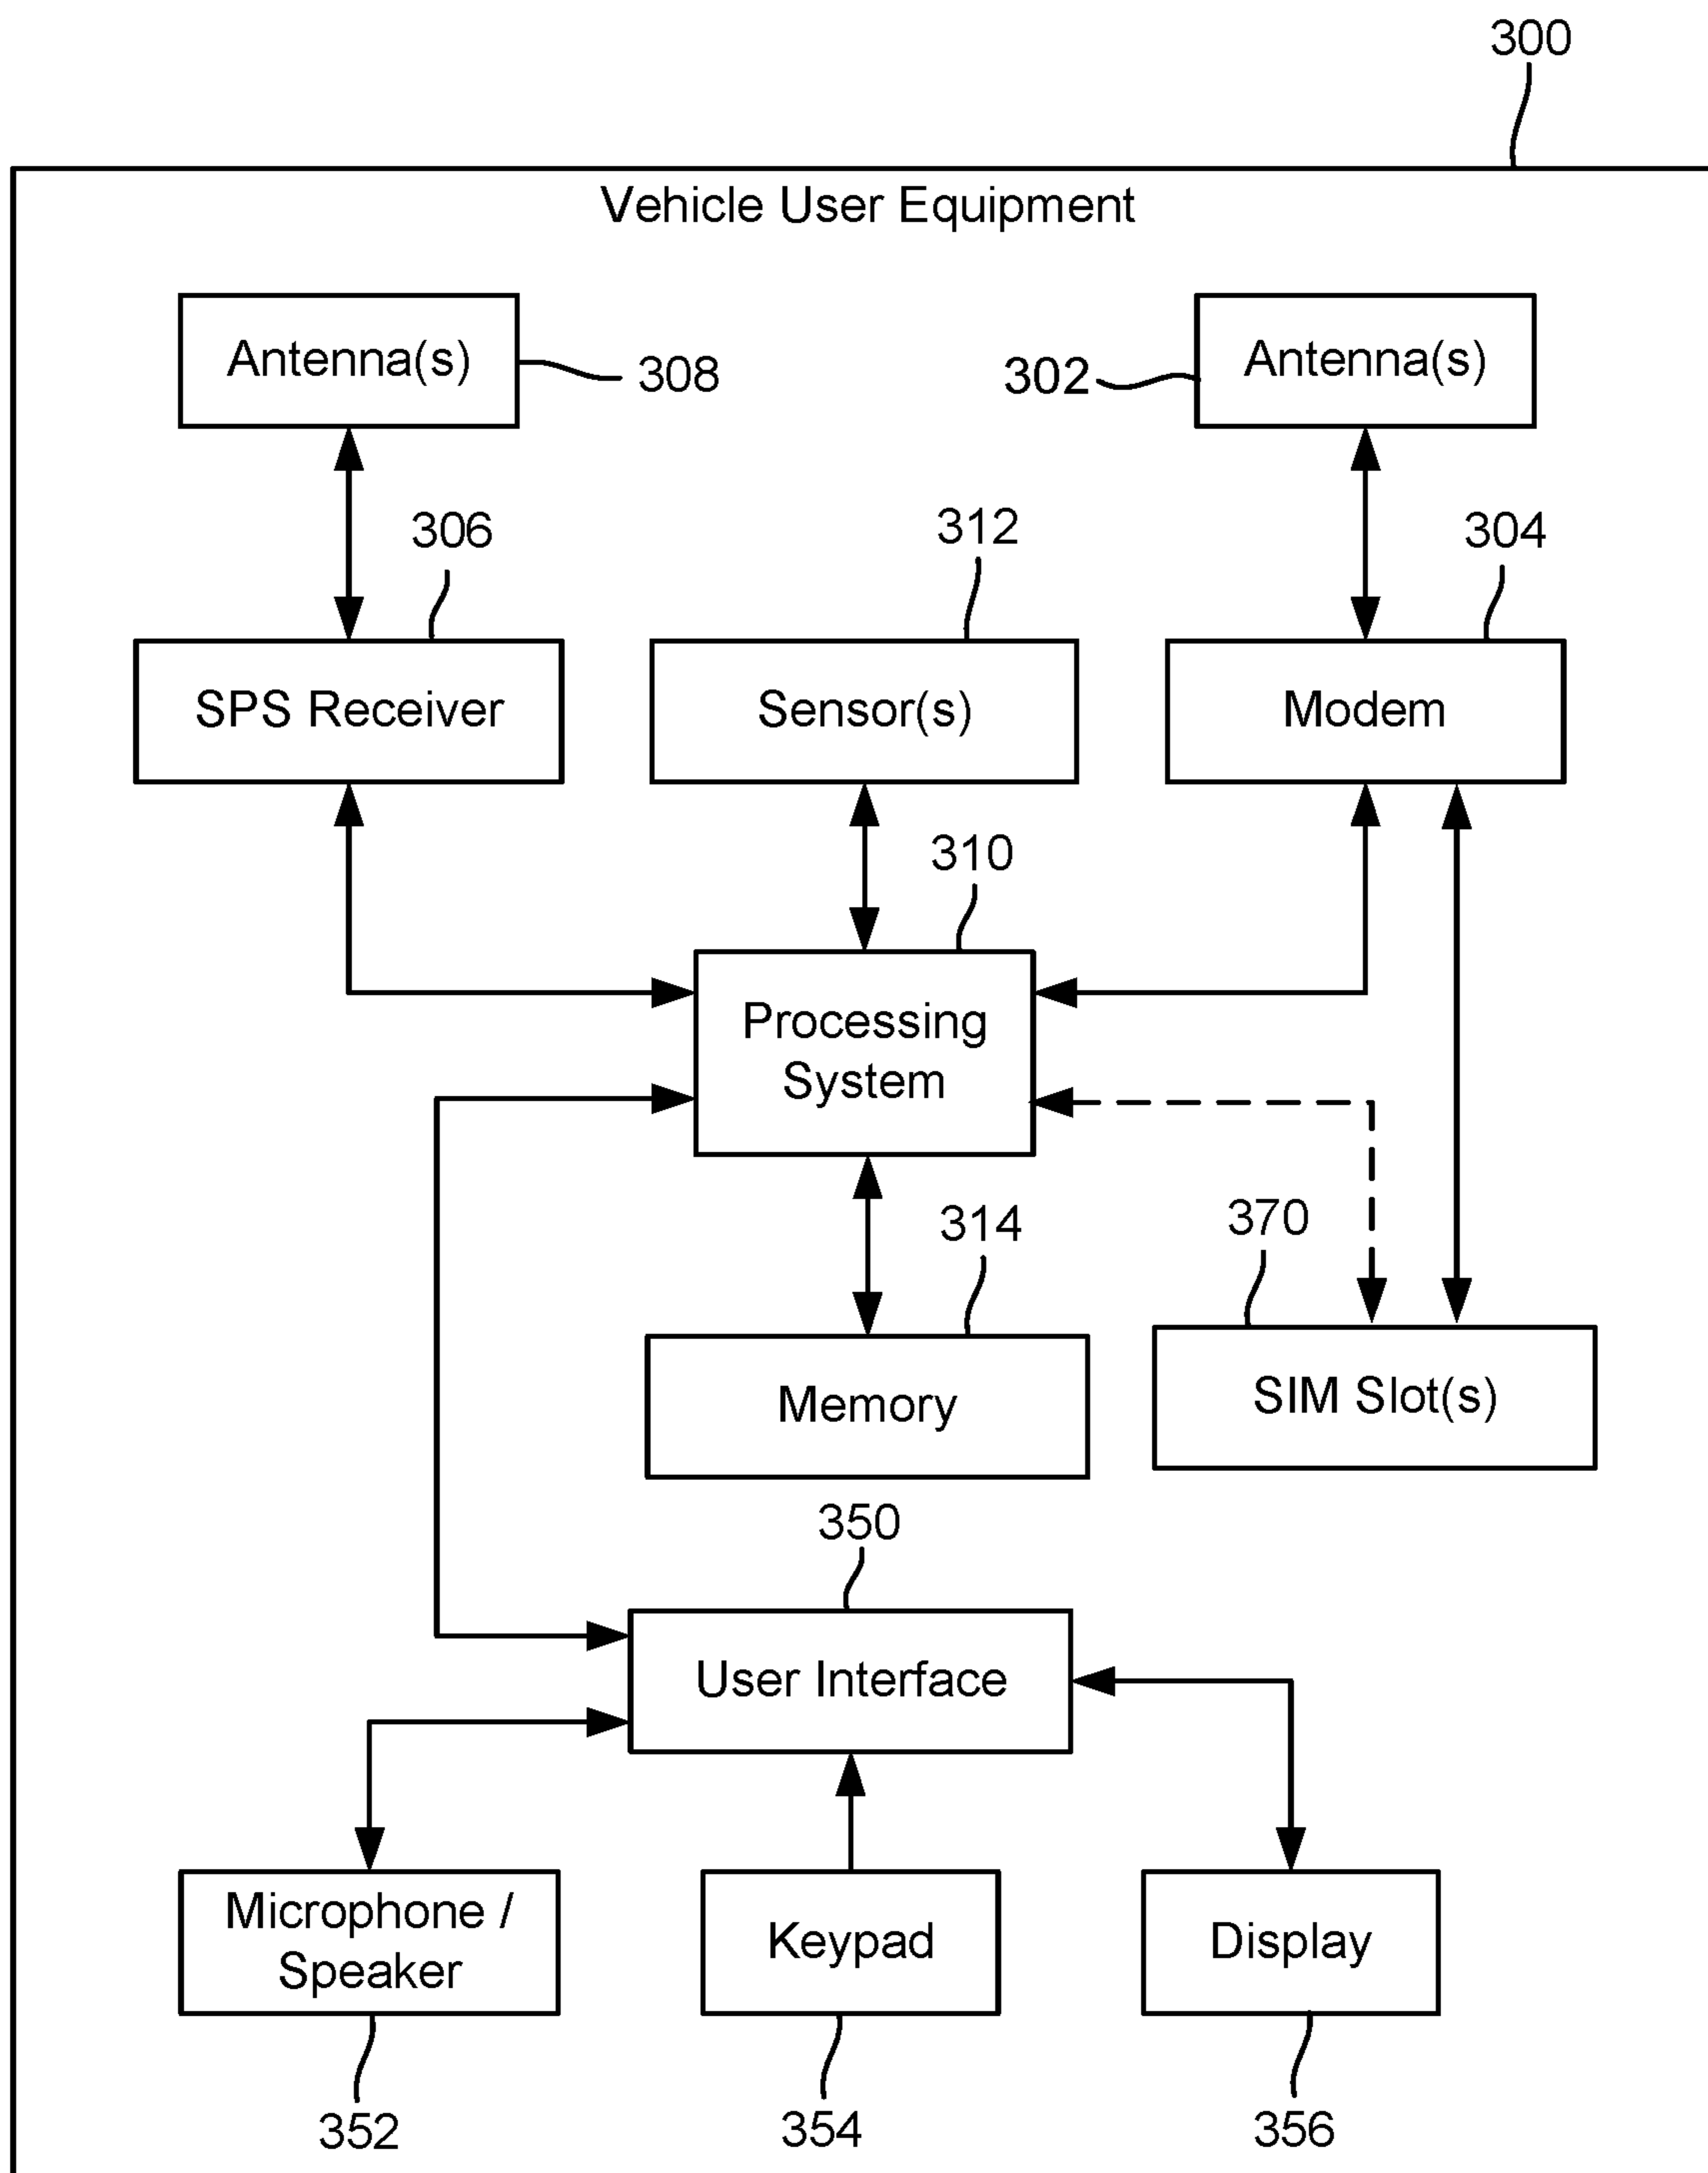 300
Vehicle User Equipment
Antenna(s)
308
302
Antenna(s)
306
312
304
SPS Receiver
Sensor(s)
Modem
310
Processing
System
314
370
Memory
SIM Slot(s)
350
User Interface
Microphone /
Speaker
Keypad
Display
352
354
356